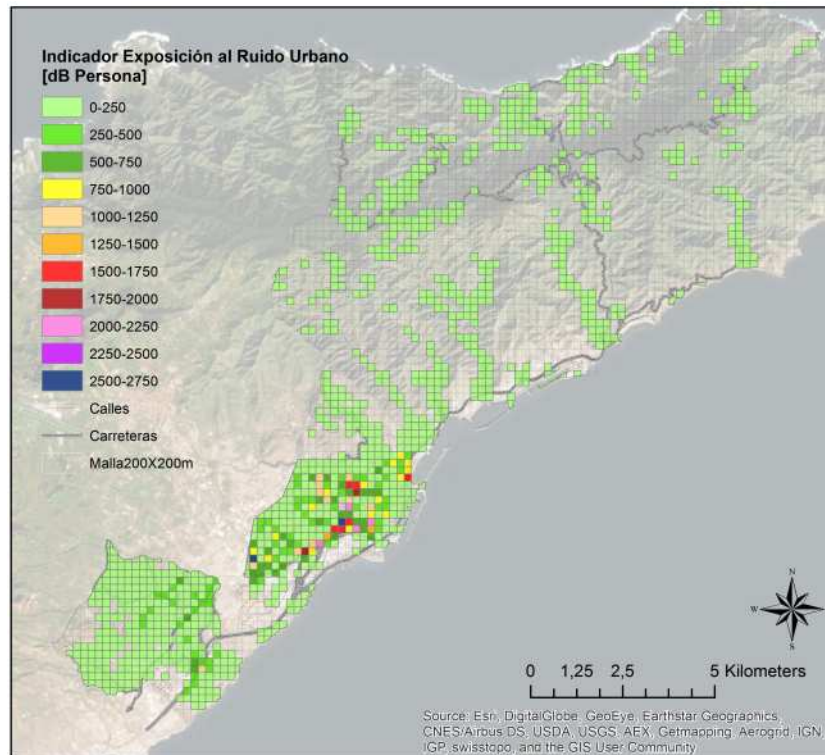 Indicador Exposición al Ruido Urbano
[dB Persona]
0-250
250-500
500-750
750-1000
1000-1250
1250-1500
1500-1750
1750-2000
2000-2250
2250-2500
2500-2750
Calles
Carreteras
Malla200X200m
N
W
S
0 1,25 2,5 5 Kilometers
Source: Esri, DigitalGlobe, GeoEye, Earthstar Geographics,
CNES/Airbus DS, USDA, USGS, AEX, Getmapping, Aerogrid, IGN,
IGP, swisstopo, and the GIS User Community